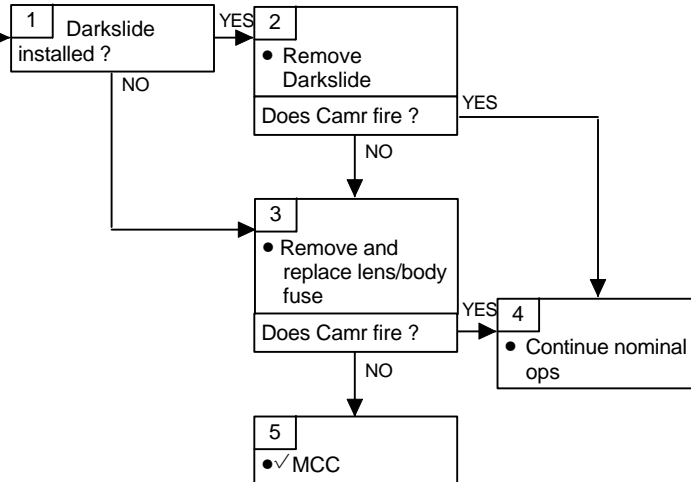 1
Darkslide
installed ?
YES
NO
2
● Remove
Darkslide
Does Camr fire ?
YES
NO
3
● Remove and
replace lens/body
fuse
Does Camr fire ?
YES
NO
4
● Continue nominal
ops
5
●√ MCC